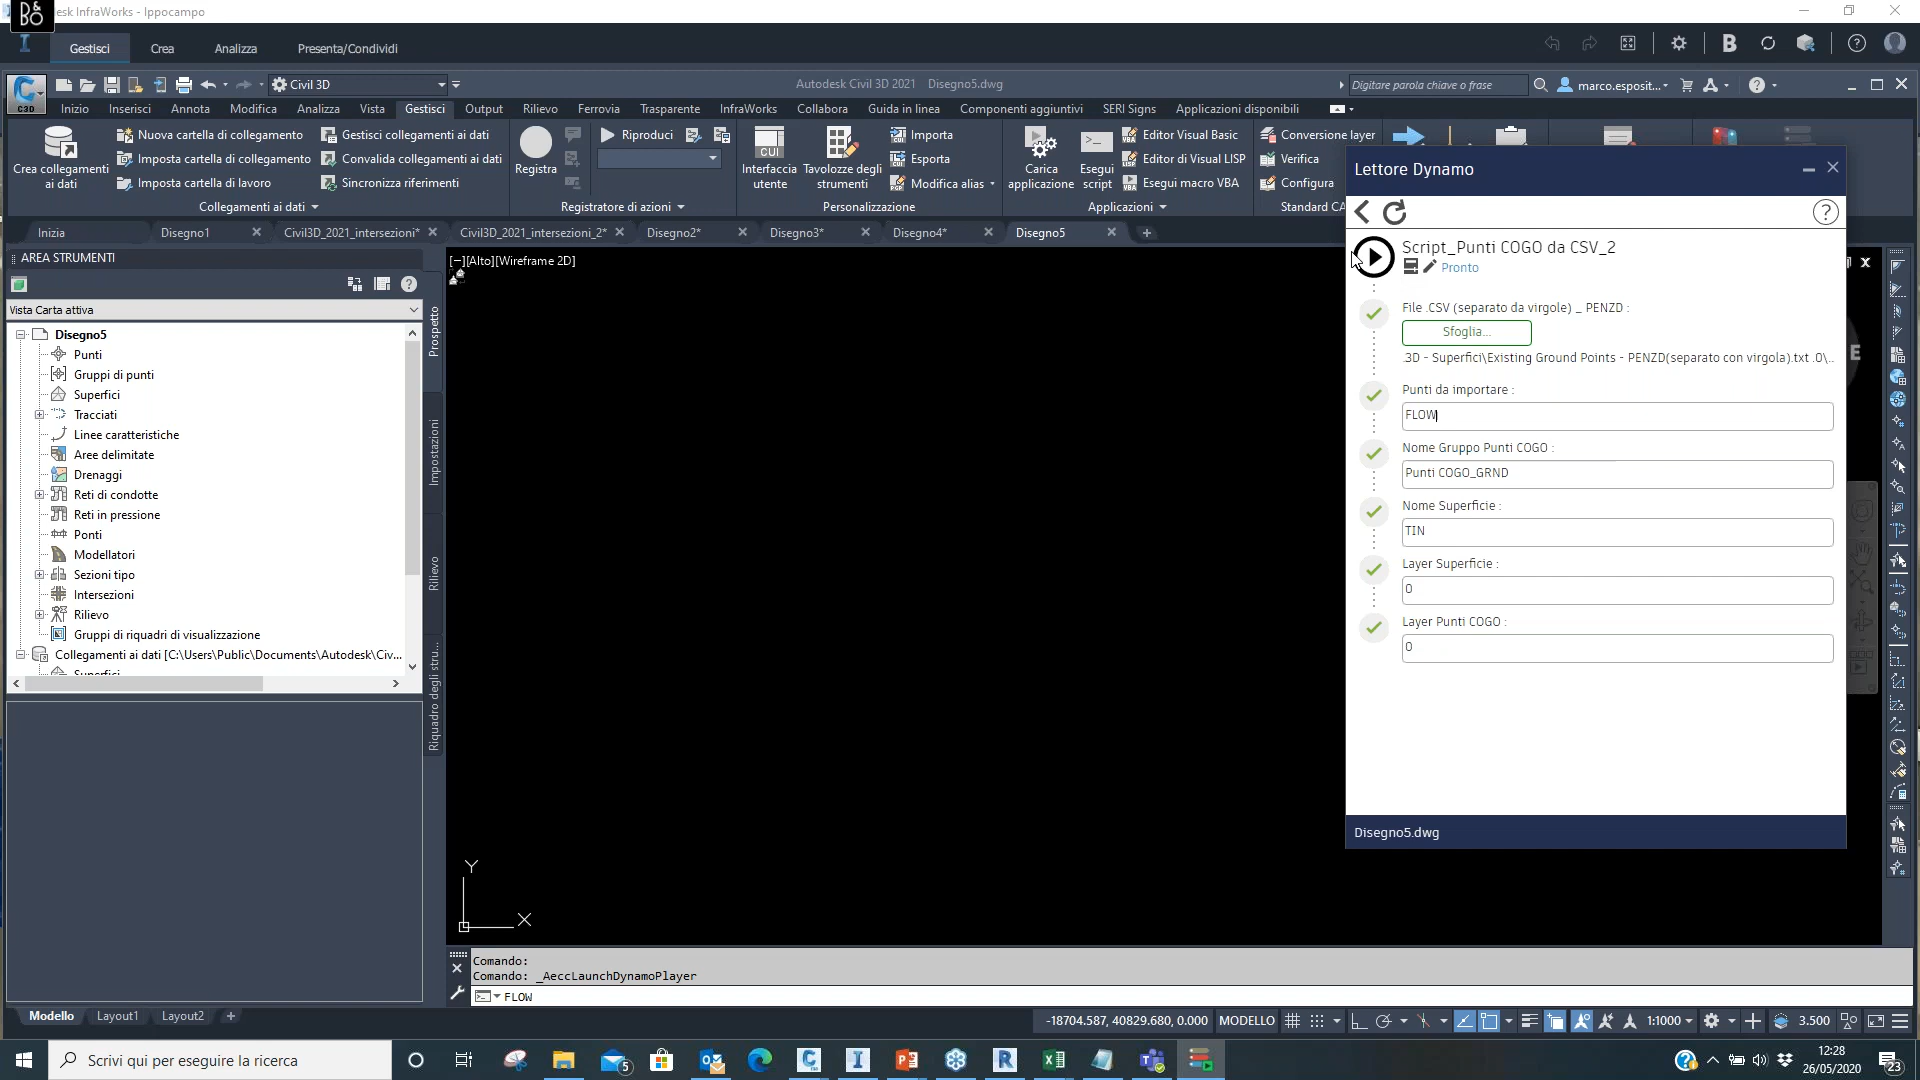 B&BO
esk InfraWorks - Ippocampo
Gestisci
Crea
Analizza
Presenta/Condividi
C3D
Civil 3D
Autodesk Civil 3D 2021
Disegno5.dwg
Digitare parola chiave o frase
marco.esposit...
Inizio
Inserisci
Annota
Modifica
Analizza
Vista
Gestisci
Output
Rilievo
Ferrovia
Trasparente
InfraWorks
Collabora
Guida in linea
Componenti aggiuntivi
SERI Signs
Applicazioni disponibili
Crea collegamenti
ai dati
Nuova cartella di collegamento
Imposta cartella di collegamento
Imposta cartella di lavoro
Gestisci collegamenti ai dati
Convalida collegamenti ai dati
Sincronizza riferimenti
Collegamenti ai dati
Registra
Riproduci
Registratore di azioni
CUI
Interfaccia
utente
Tavolozze degli
strumenti
Importa
Esporta
Modifica alias
Personalizzazione
Carica
applicazione
Esegui
script
Editor Visual Basic
Editor di Visual LISP
Esegui macro VBA
Applicazioni
Conversione layer
Verifica
Configura
Standard CA
Inizia
Disegno1
Civil3D_2021_intersezioni*
Civil3D_2021_intersezioni_2*
Disegno2*
Disegno3*
Disegno4*
Disegno5
AREA STRUMENTI
Vista Carta attiva
Disegno5
Punti
Gruppi di punti
Superfici
Tracciati
Linee caratteristiche
Aree delimitate
Drenaggi
Reti di condotte
Reti in pressione
Ponti
Modellatori
Sezioni tipo
Intersezioni
Rilievo
Gruppi di riquadri di visualizzazione
Collegamenti ai dati [C:\Users\Public\Documents\Autodesk\Civ...
Superfici
Prospetto
Impostazioni
Rilievo
Riquadro degli stru...
[−][Alto][Wireframe 2D]
E
Y
X
Lettore Dynamo
Script_Punti COGO da CSV_2
Pronto
File .CSV (separato da virgole) _ PENZD :
Sfoglia...
.3D - Superfici\Existing Ground Points - PENZD(separato con virgola).txt .0\..
Punti da importare :
FLOW
Nome Gruppo Punti COGO :
Punti COGO_GRND
Nome Superficie :
TIN
Layer Superficie :
0
Layer Punti COGO :
0
Disegno5.dwg
Comando:
Comando: _AeccLaunchDynamoPlayer
FLOW
Modello
Layout1
Layout2
-18704.587, 40829.680, 0.000
MODELLO
1:1000
3.500
Scrivi qui per eseguire la ricerca
5
12:28
26/05/2020
23